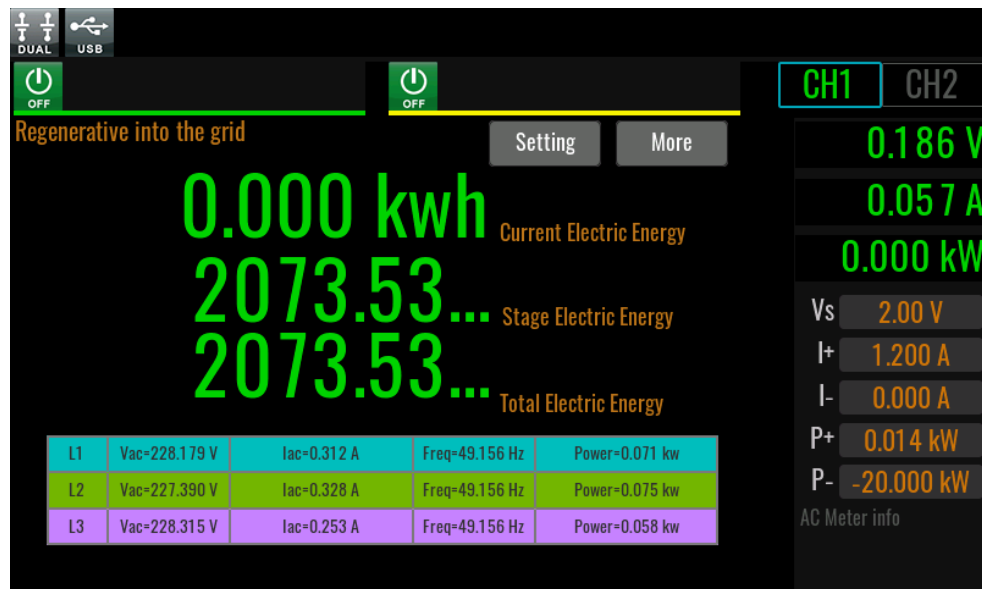 DUAL USB
OFF OFF
CH1 CH2
Regenerative into the grid
Setting More
0.186 V
0.057 A
0.000 kW
0.000 kwh Current Electric Energy
2073.53... Stage Electric Energy
2073.53... Total Electric Energy
Vs 2.00 V
I+ 1.200 A
I- 0.000 A
P+ 0.014 kW
P- -20.000 kW
AC Meter info
L1 Vac=228.179 V Iac=0.312 A Freq=49.156 Hz Power=0.071 kw
L2 Vac=227.390 V Iac=0.328 A Freq=49.156 Hz Power=0.075 kw
L3 Vac=228.315 V Iac=0.253 A Freq=49.156 Hz Power=0.058 kw